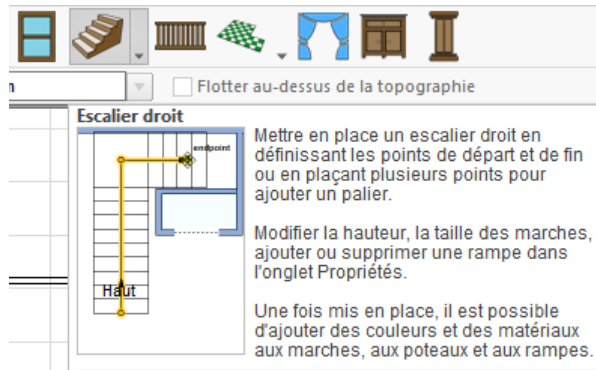 n
Flotter au-dessus de la topographie
Escalier droit
endpoint
Haut
Mettre en place un escalier droit en
définissant les points de départ et de fin
ou en plaçant plusieurs points pour
ajouter un palier.
Modifier la hauteur, la taille des marches,
ajouter ou supprimer une rampe dans
l'onglet Propriétés.
Une fois mis en place, il est possible
d'ajouter des couleurs et des matériaux
aux marches, aux poteaux et aux rampes.